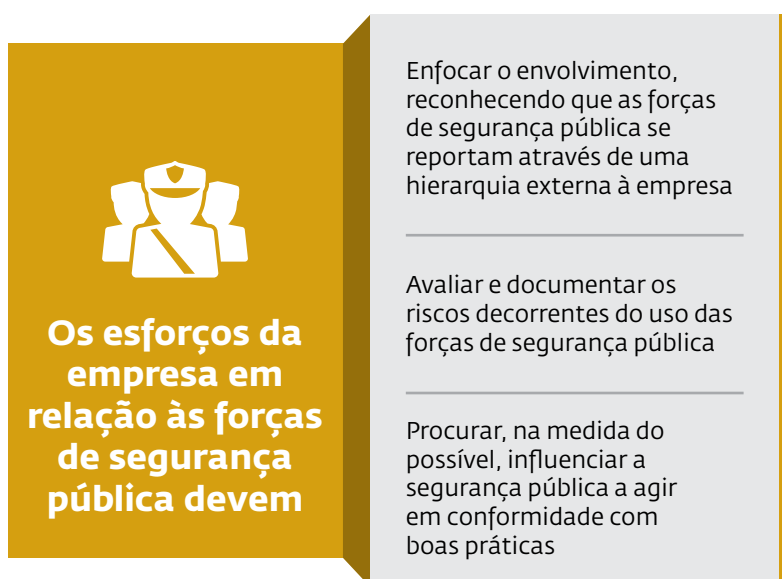 Os esforços da
empresa em
relação às forças
de segurança
pública devem
Enfocar o envolvimento,
reconhecendo que as forças
de segurança pública se
reportam através de uma
hierarquia externa à empresa
Avaliar e documentar os
riscos decorrentes do uso das
forças de segurança pública
Procurar, na medida do
possível, influenciar a
segurança pública a agir
em conformidade com
boas práticas